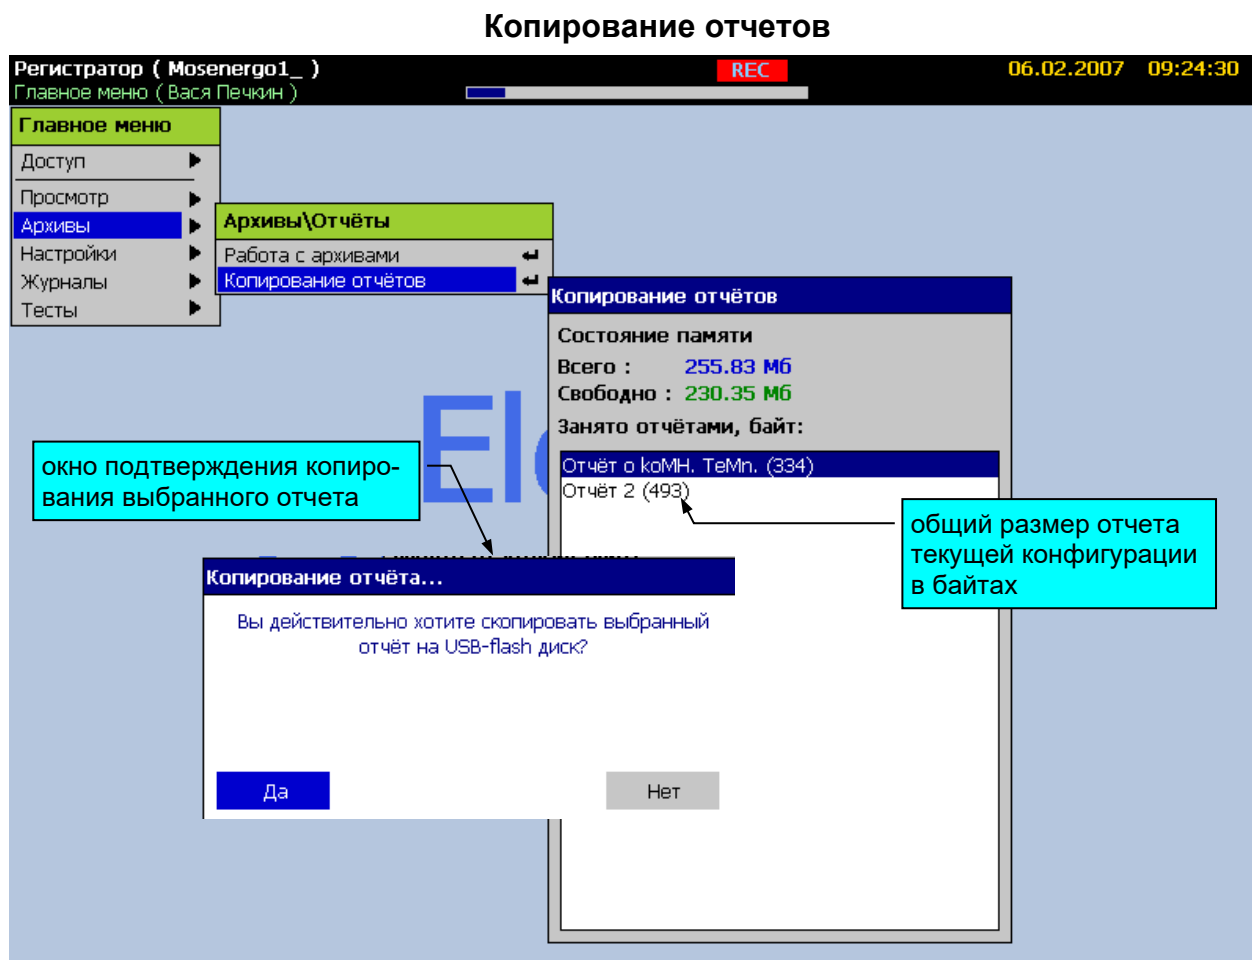 Копирование отчетов
Регистратор ( Mosenergo1_ )
REC
06.02.2007 09:24:30
Главное меню ( Вася Печкин )
Главное меню
Доступ
Просмотр
Архивы
Настройки
Журналы
Тесты
Архивы\Отчёты
Работа с архивами
Копирование отчётов
Копирование отчётов
Состояние памяти
Всего : 255.83 Мб
Свободно : 230.35 Мб
Занято отчётами, байт:
Отчёт о koMH. TeMn. (334)
Отчёт 2 (493)
окно подтверждения копиро-
вания выбранного отчета
общий размер отчета
текущей конфигурации
в байтах
Копирование отчёта...
Вы действительно хотите скопировать выбранный
отчёт на USB-flash диск?
Да
Нет